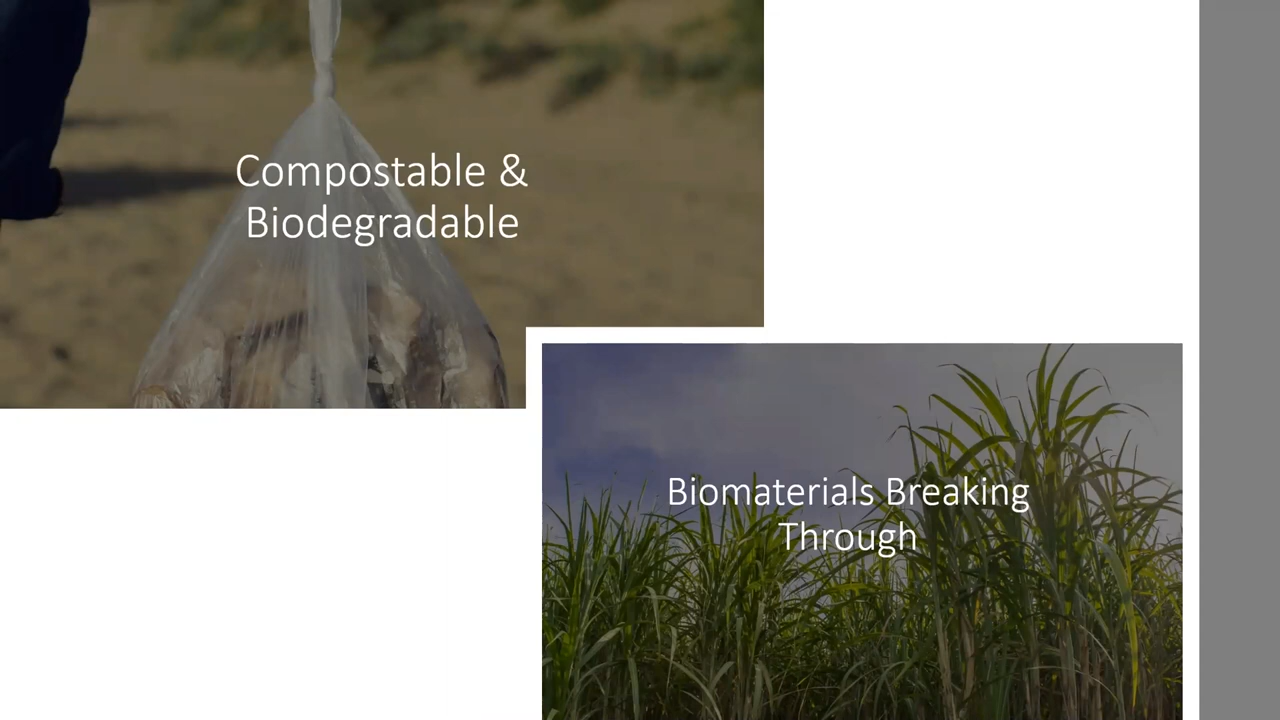 Compostable &
Biodegradable
Biomaterials Breaking
Through